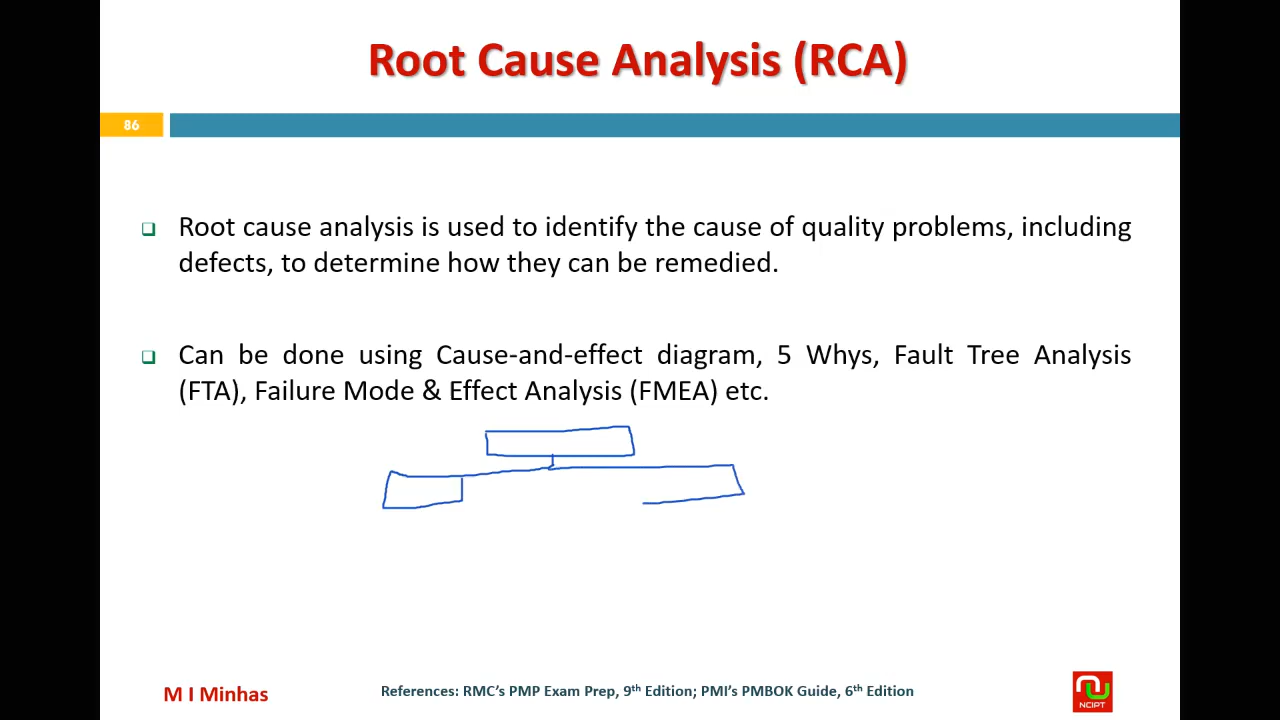 Root Cause Analysis (RCA)
86
Root cause analysis is used to identify the cause of quality problems, including
defects, to determine how they can be remedied.
Can be done using Cause-and-effect diagram, 5 Whys, Fault Tree Analysis
(FTA), Failure Mode & Effect Analysis (FMEA) etc.
M I Minhas
References: RMC's PMP Exam Prep, 9th Edition; PMI's PMBOK Guide, 6th Edition
NCIPT